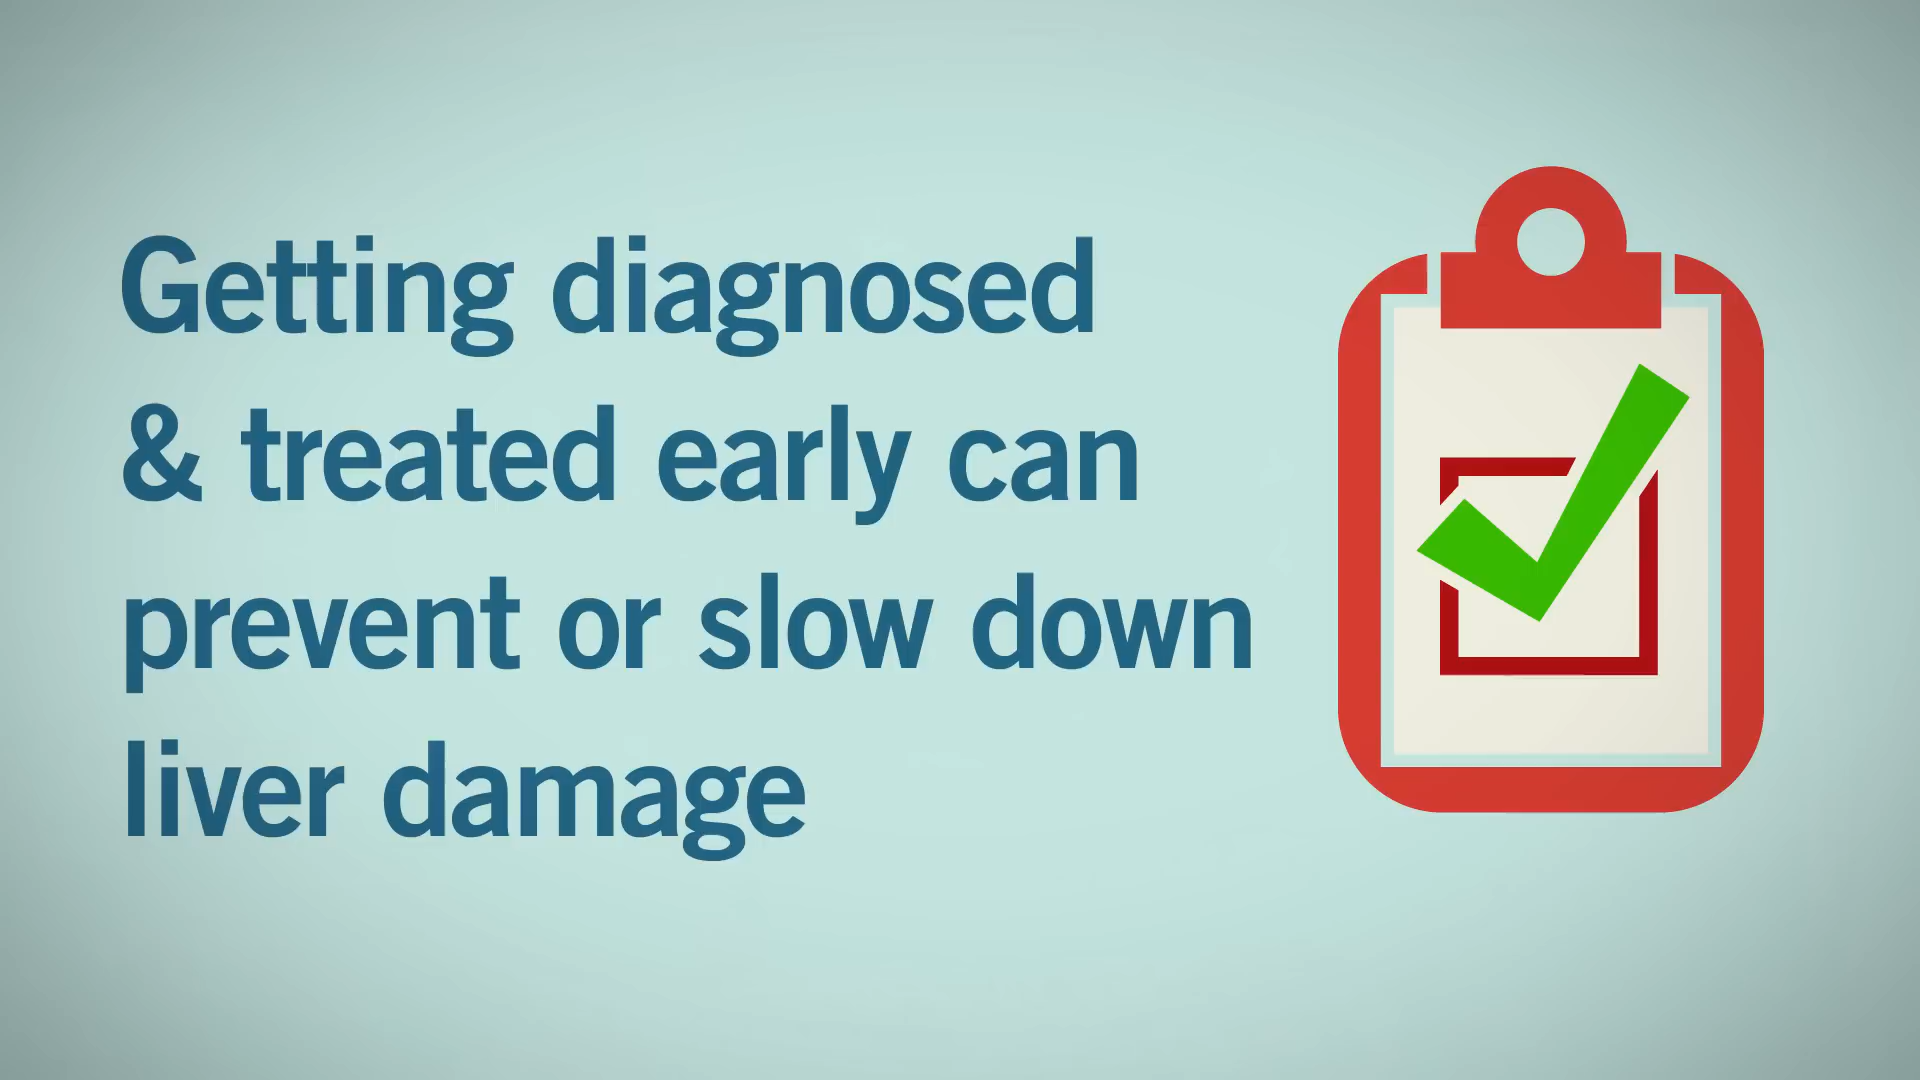 Getting diagnosed
& treated early can
prevent or slow down
liver damage